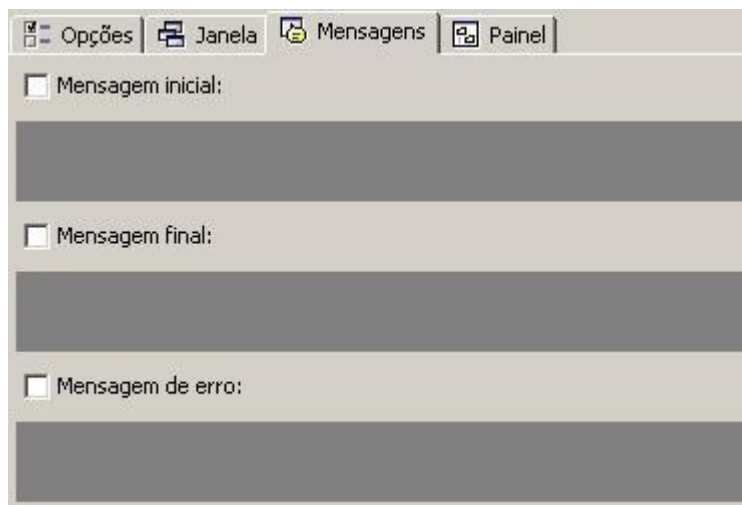 Opções Janela Mensagens Painel
Mensagem inicial:
Mensagem final:
Mensagem de erro: